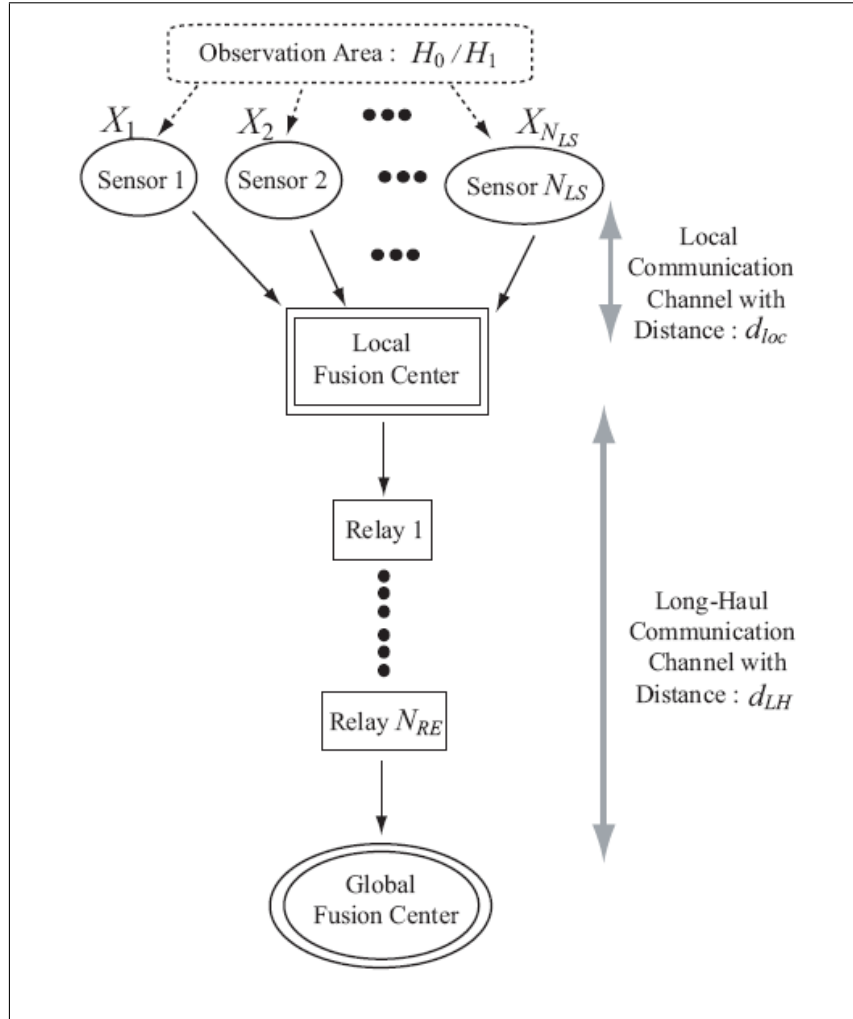 Observation Area : H0 / H1
X1
X2
XNLS
Sensor 1
Sensor 2
Sensor NLS
Local
Communication
Channel with
Distance : dloc
Local
Fusion Center
Relay 1
Long-Haul
Communication
Channel with
Distance : dLH
Relay NRE
Global
Fusion Center